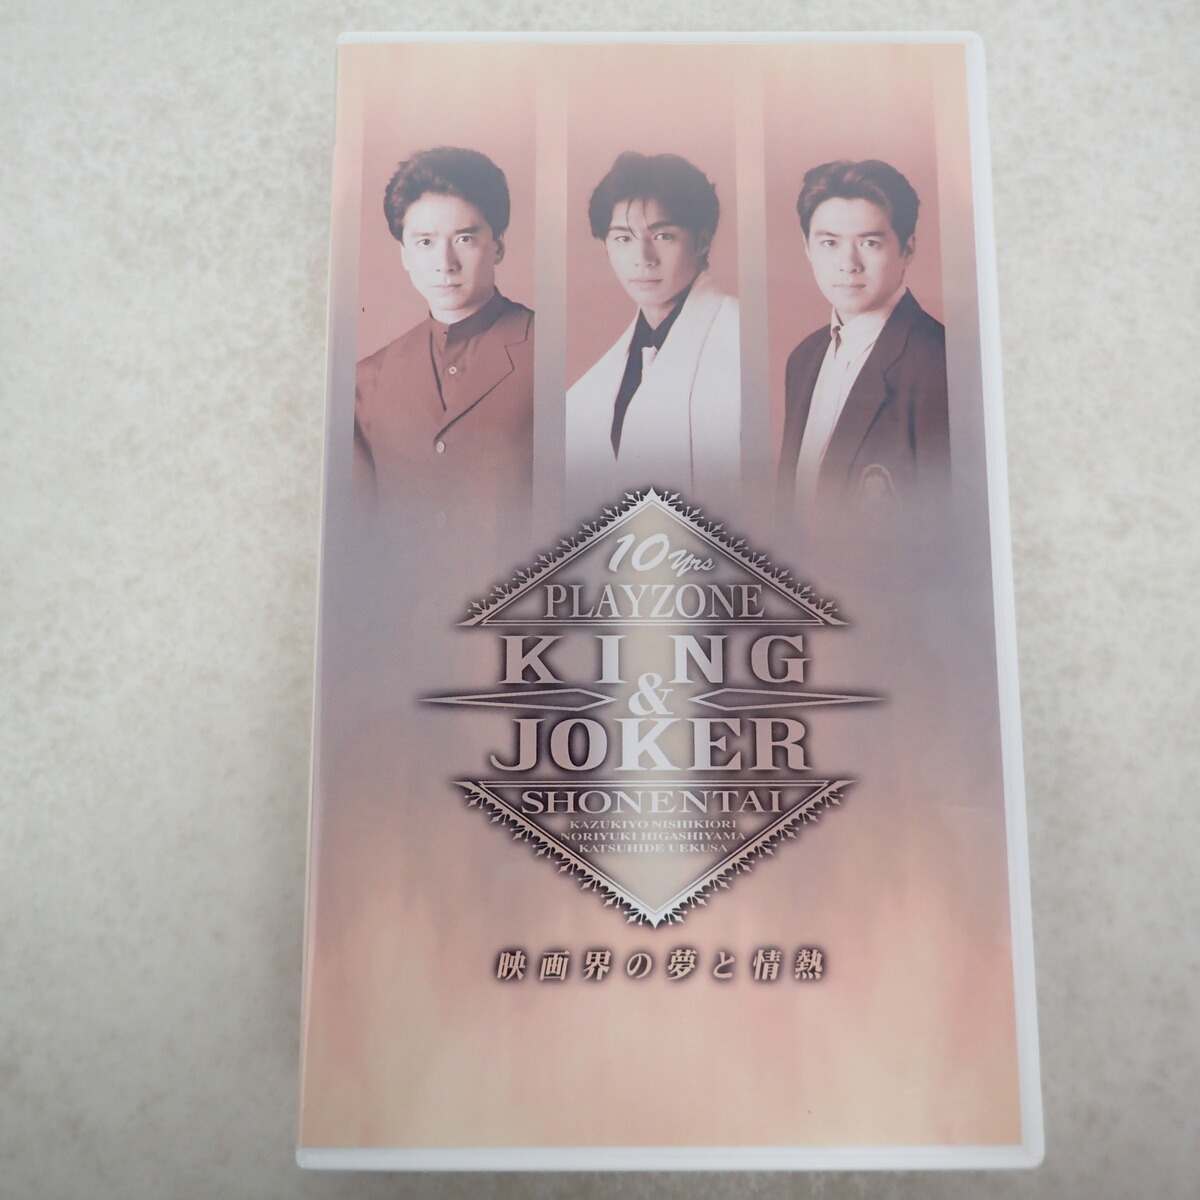 10 yrs
PLAYZONE
KING
&
JOKER
SHONENTAI
KAZUKIYO NISHIKIORI
NORIYUKI HIGASHIYAMA
KATSUHIDE UEKUSA
映画界の夢と情熱